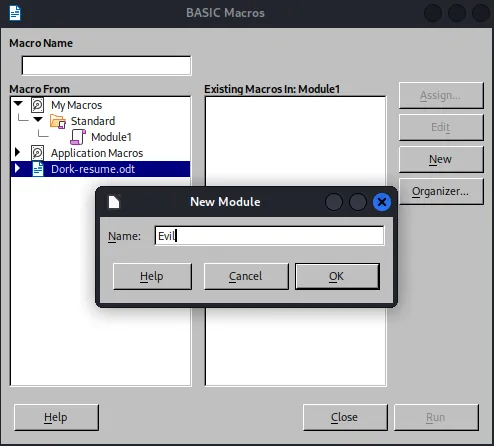 BASIC Macros
Macro Name
Macro From
Existing Macros In: Module1
My Macros
Standard
Module1
Application Macros
Dork-resume.odt
Assign...
Edit
New
Organizer...
New Module
Name: Evil
Help Cancel OK
Help Close Run